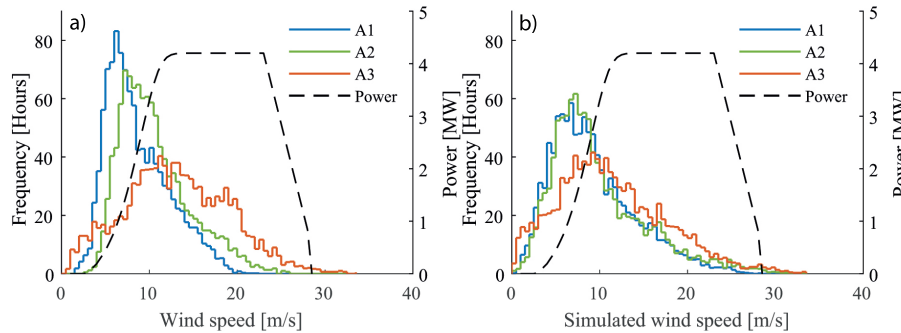 a)
A1
A2
A3
Power
Frequency [Hours]
80
60
40
20
0
5
4
3
2
1
0
Power [MW]
0 10 20 30 40
Wind speed [m/s]
b)
A1
A2
A3
Power
Frequency [Hours]
80
60
40
20
0
5
4
3
2
1
0
Power [MW]
0 10 20 30 40
Simulated wind speed [m/s]